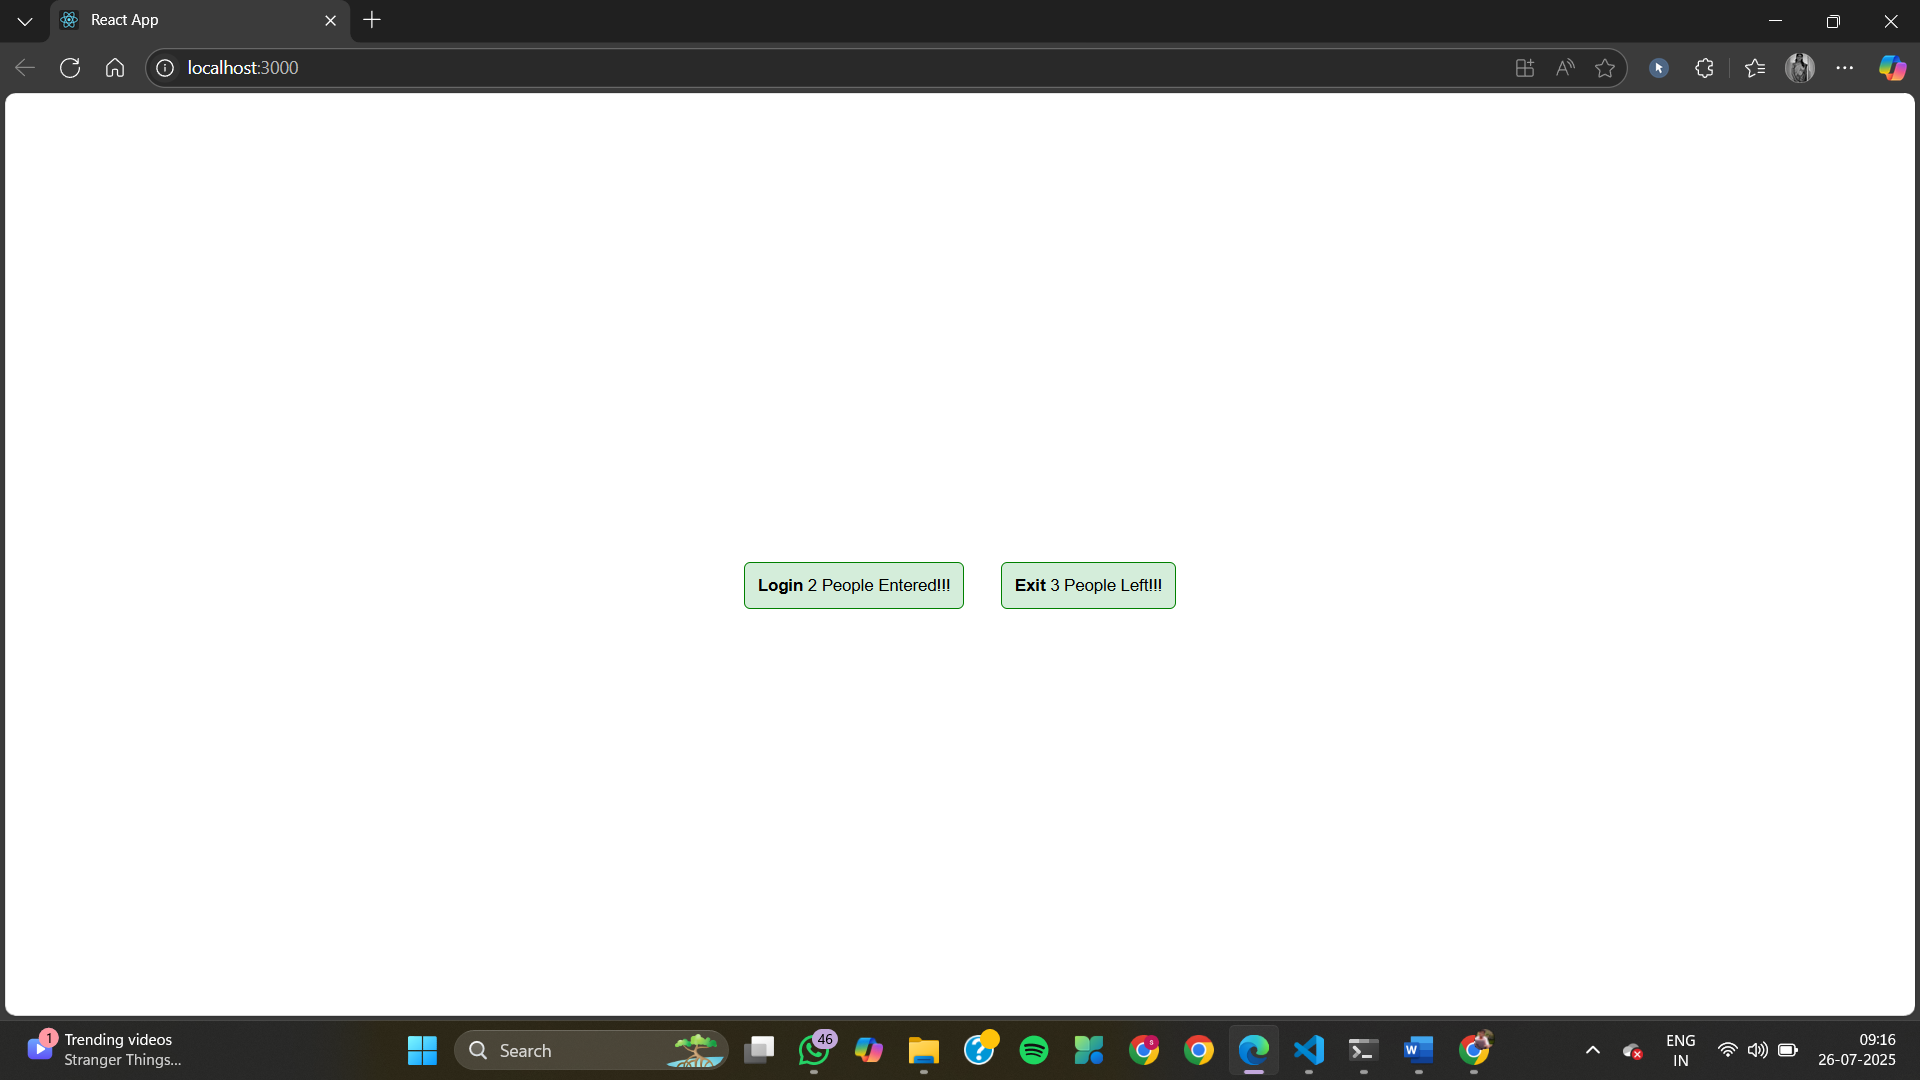 React App
localhost:3000
Login 2 People Entered!!!
Exit 3 People Left!!!
1
Trending videos
Stranger Things...
Search
46
S
W
ENG
IN
09:16
26-07-2025